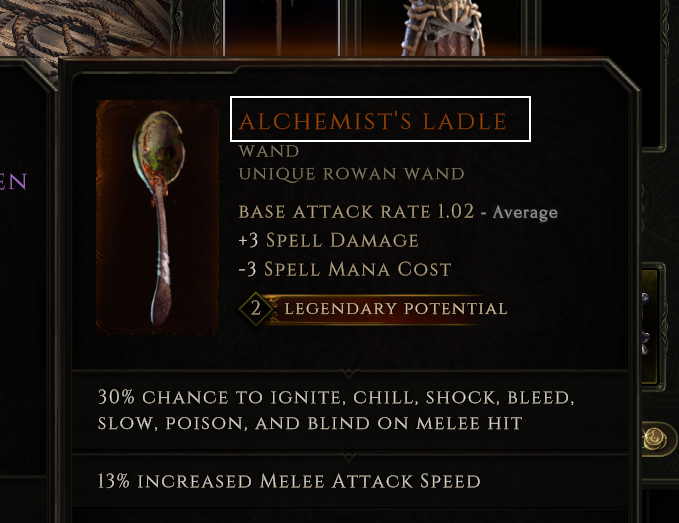 EN
ALCHEMIST'S LADLE
WAND
UNIQUE ROWAN WAND
BASE ATTACK RATE 1.02 - Average
+3 SPELL DAMAGE
-3 SPELL MANA COST
2 LEGENDARY POTENTIAL
30% CHANCE TO IGNITE, CHILL, SHOCK, BLEED,
SLOW, POISON, AND BLIND ON MELEE HIT
13% INCREASED MELEE ATTACK SPEED